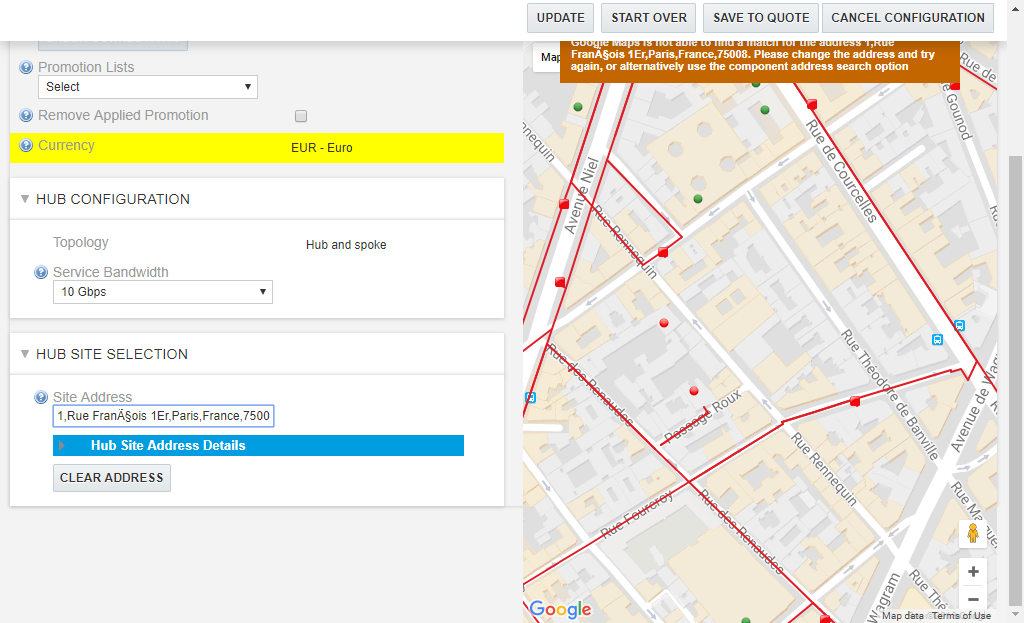 UPDATE
START OVER
SAVE TO QUOTE
CANCEL CONFIGURATION
Promotion Lists
Select
Remove Applied Promotion
Currency
EUR - Euro
HUB CONFIGURATION
Topology
Hub and spoke
Service Bandwidth
10 Gbps
HUB SITE SELECTION
Site Address
1,Rue FranÃ§ois 1Er,Paris,France,7500
Hub Site Address Details
CLEAR ADDRESS
Map
Google Maps is not able to find a match for the address 1,Rue
FranÃ§ois 1Er,Paris,France,75008. Please change the address and try
again, or alternatively use the component address search option
Rue de
Gounod
Rue de Courcelles
Avenue Niel
Rue Rennequin
Rue des Renaudes
Passage Roux
Rue Théodore de Banville
Avenue de Wag
Rue Rennequin
Rue Fourcroy
Rue des Renaudes
Wagram
Rue Thé
Google
Map data
Terms of Use